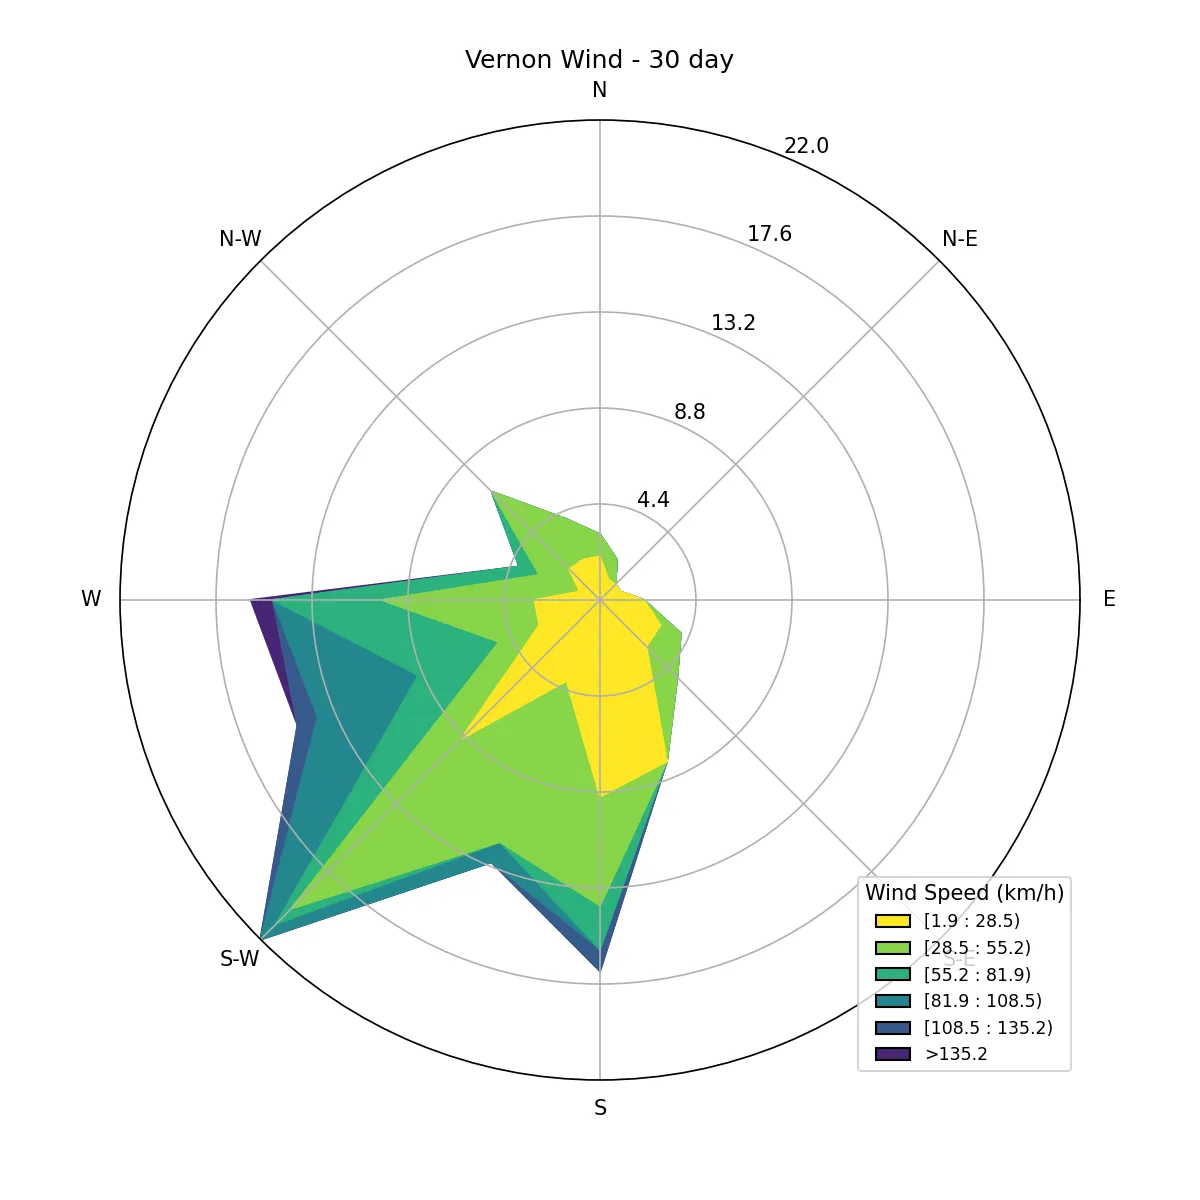 Vernon Wind - 30 day
N
22.0
17.6
N-W
N-E
13.2
8.8
4.4
W
E
Wind Speed (km/h)
[1.9 : 28.5)
[28.5 : 55.2)
[55.2 : 81.9)
[81.9 : 108.5)
[108.5 : 135.2)
>135.2
S-W
S-E
S